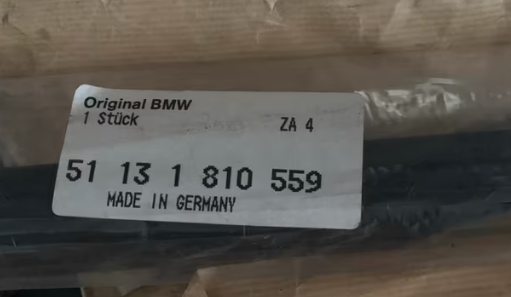 Original BMW
1 Stück ZA 4
51 13 1 810 559
MADE IN GERMANY